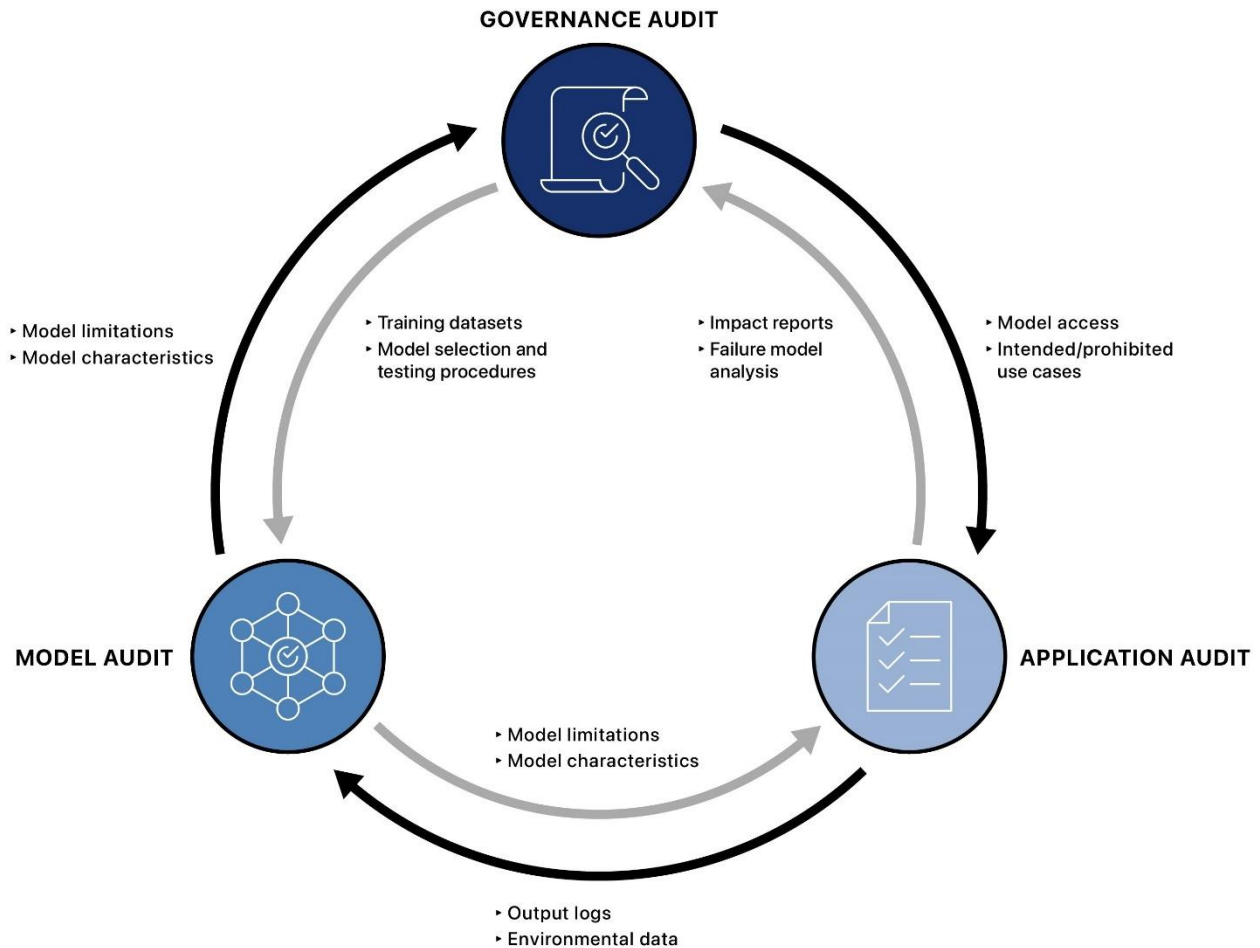 GOVERNANCE AUDIT
‣ Model limitations
‣ Model characteristics
‣ Training datasets
‣ Model selection and
testing procedures
‣ Impact reports
‣ Failure model
analysis
‣ Model access
‣ Intended/prohibited
use cases
MODEL AUDIT
APPLICATION AUDIT
‣ Model limitations
‣ Model characteristics
‣ Output logs
‣ Environmental data